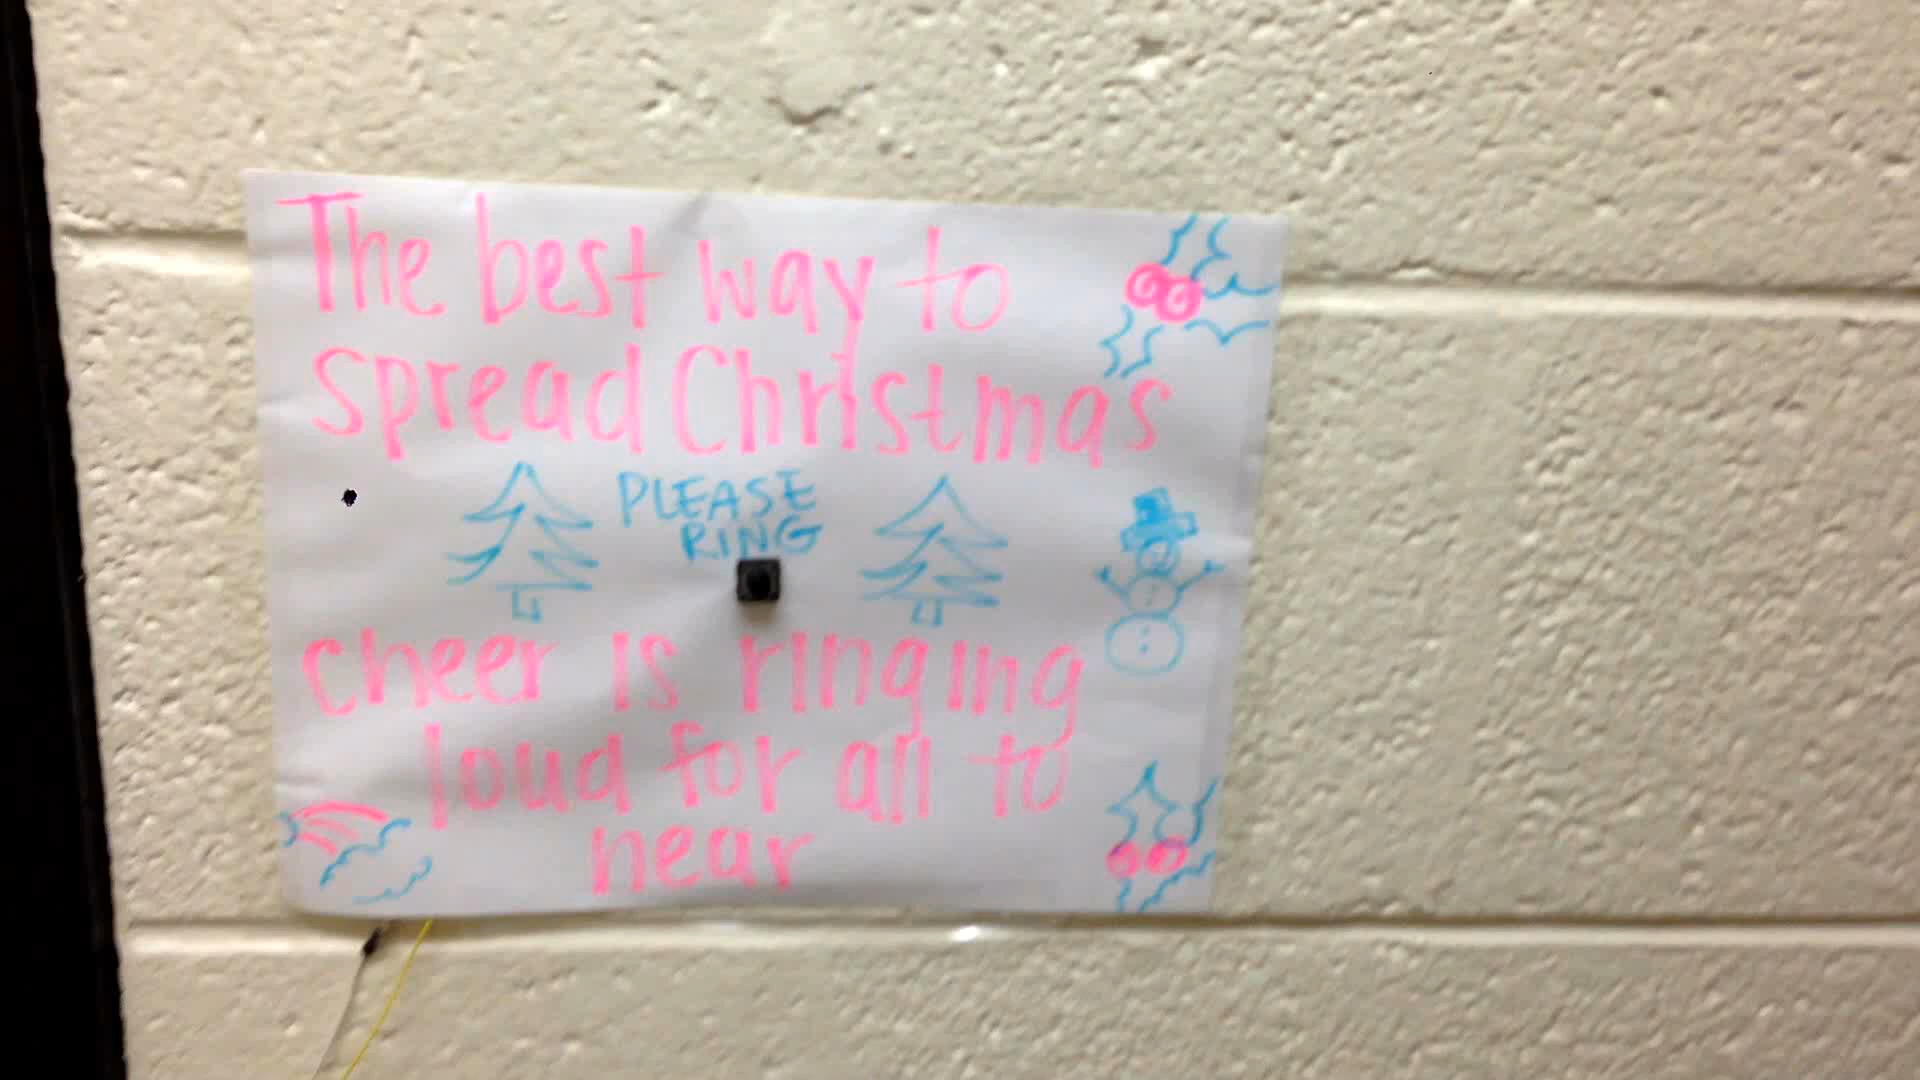 The best way to
spread Christmas
PLEASE
RING
cheer is ringing
loud for all to
hear